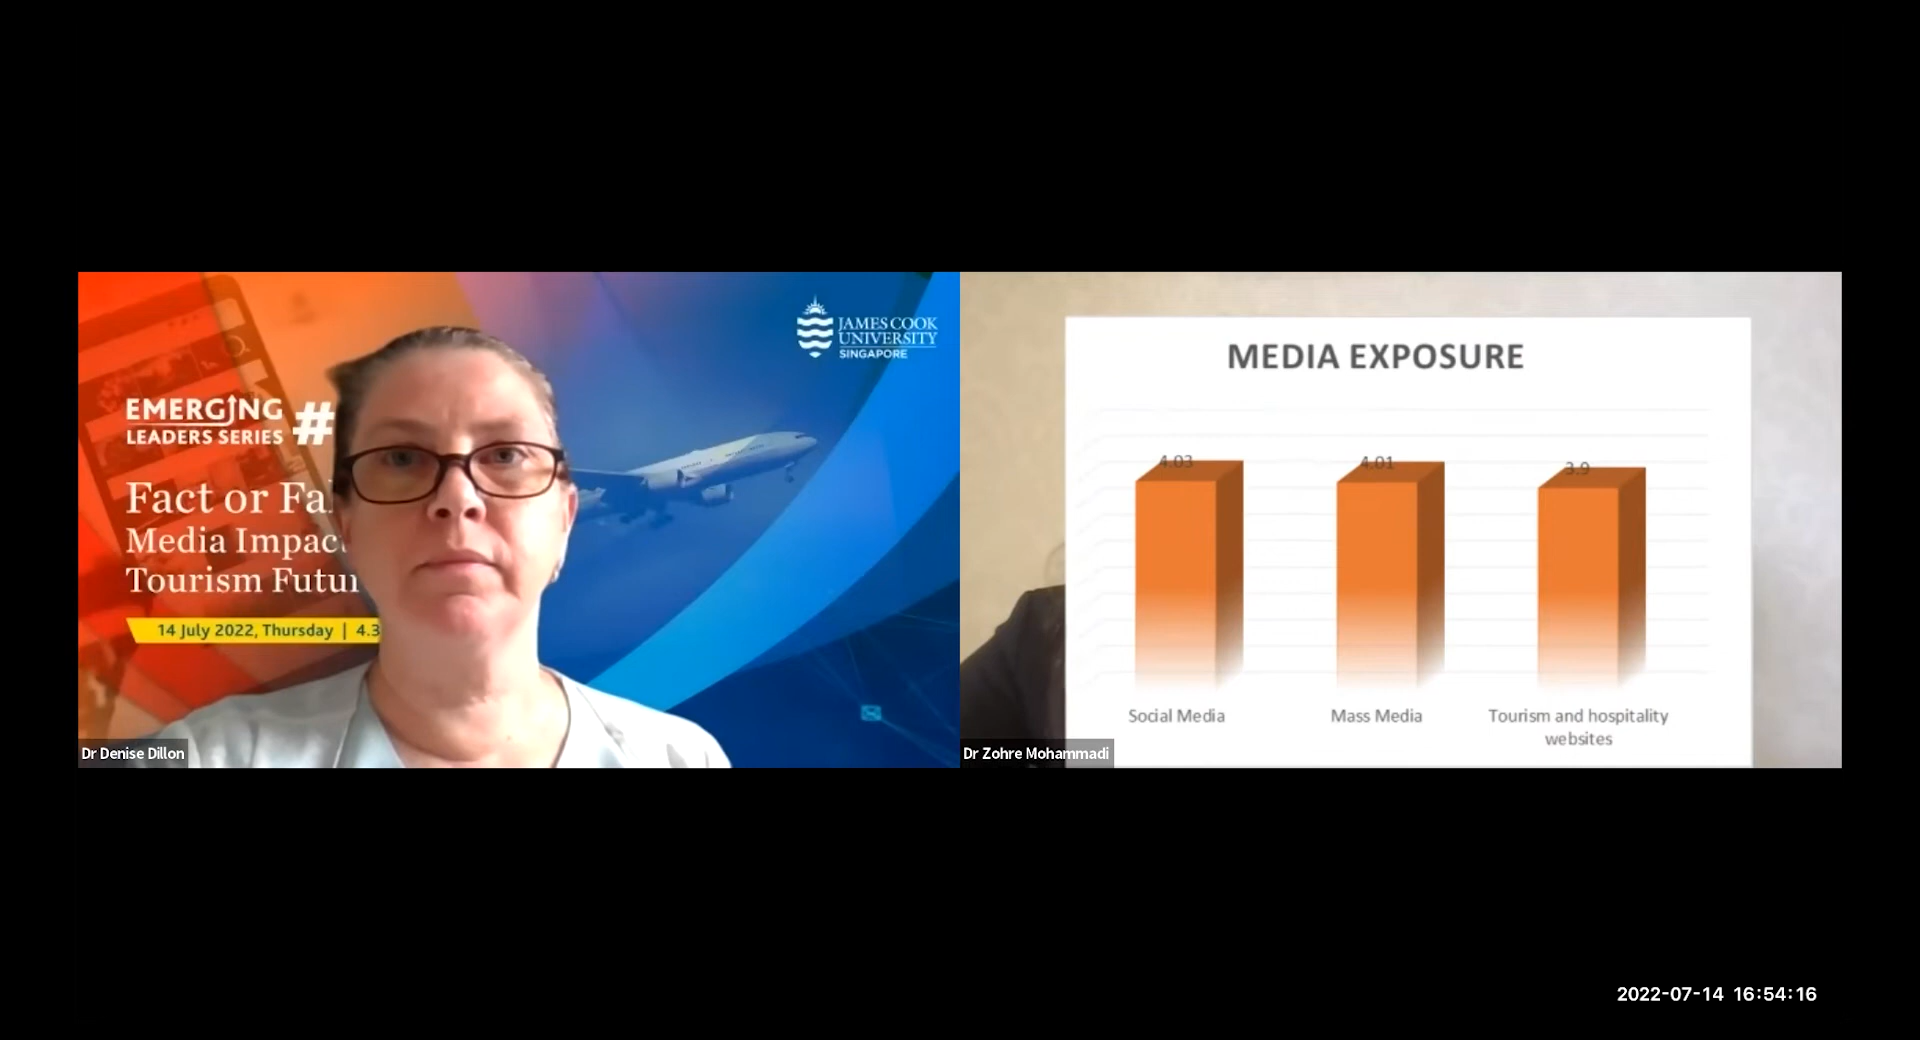 JAMES COOK
UNIVERSITY
SINGAPORE
EMERGING
LEADERS SERIES #
Fact or Fa
Media Impac
Tourism Futur
14 July 2022, Thursday | 4.3
Dr Denise Dillon
MEDIA EXPOSURE
4.03
4.01
3.9
Social Media
Mass Media
Tourism and hospitality
websites
Dr Zohre Mohammadi
2022-07-14 16:54:16